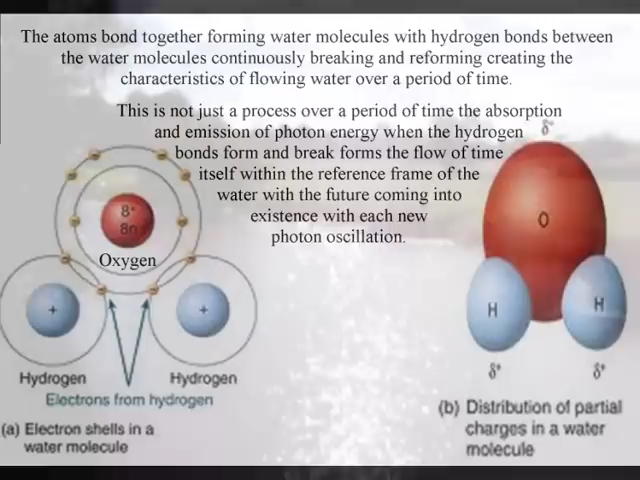 The atoms bond together forming water molecules with hydrogen bonds between
the water molecules continuously breaking and reforming creating the
characteristics of flowing water over a period of time.
This is not just a process over a period of time the absorption
and emission of photon energy when the hydrogen
bonds form and break forms the flow of time
itself within the reference frame of the
water with the future coming into
existence with each new
photon oscillation.
8+
8n
Oxygen
+
+
Hydrogen
Hydrogen
Electrons from hydrogen
(a) Electron shells in a
water molecule
δ-
O
H
H
δ+
δ+
(b) Distribution of partial
charges in a water
molecule